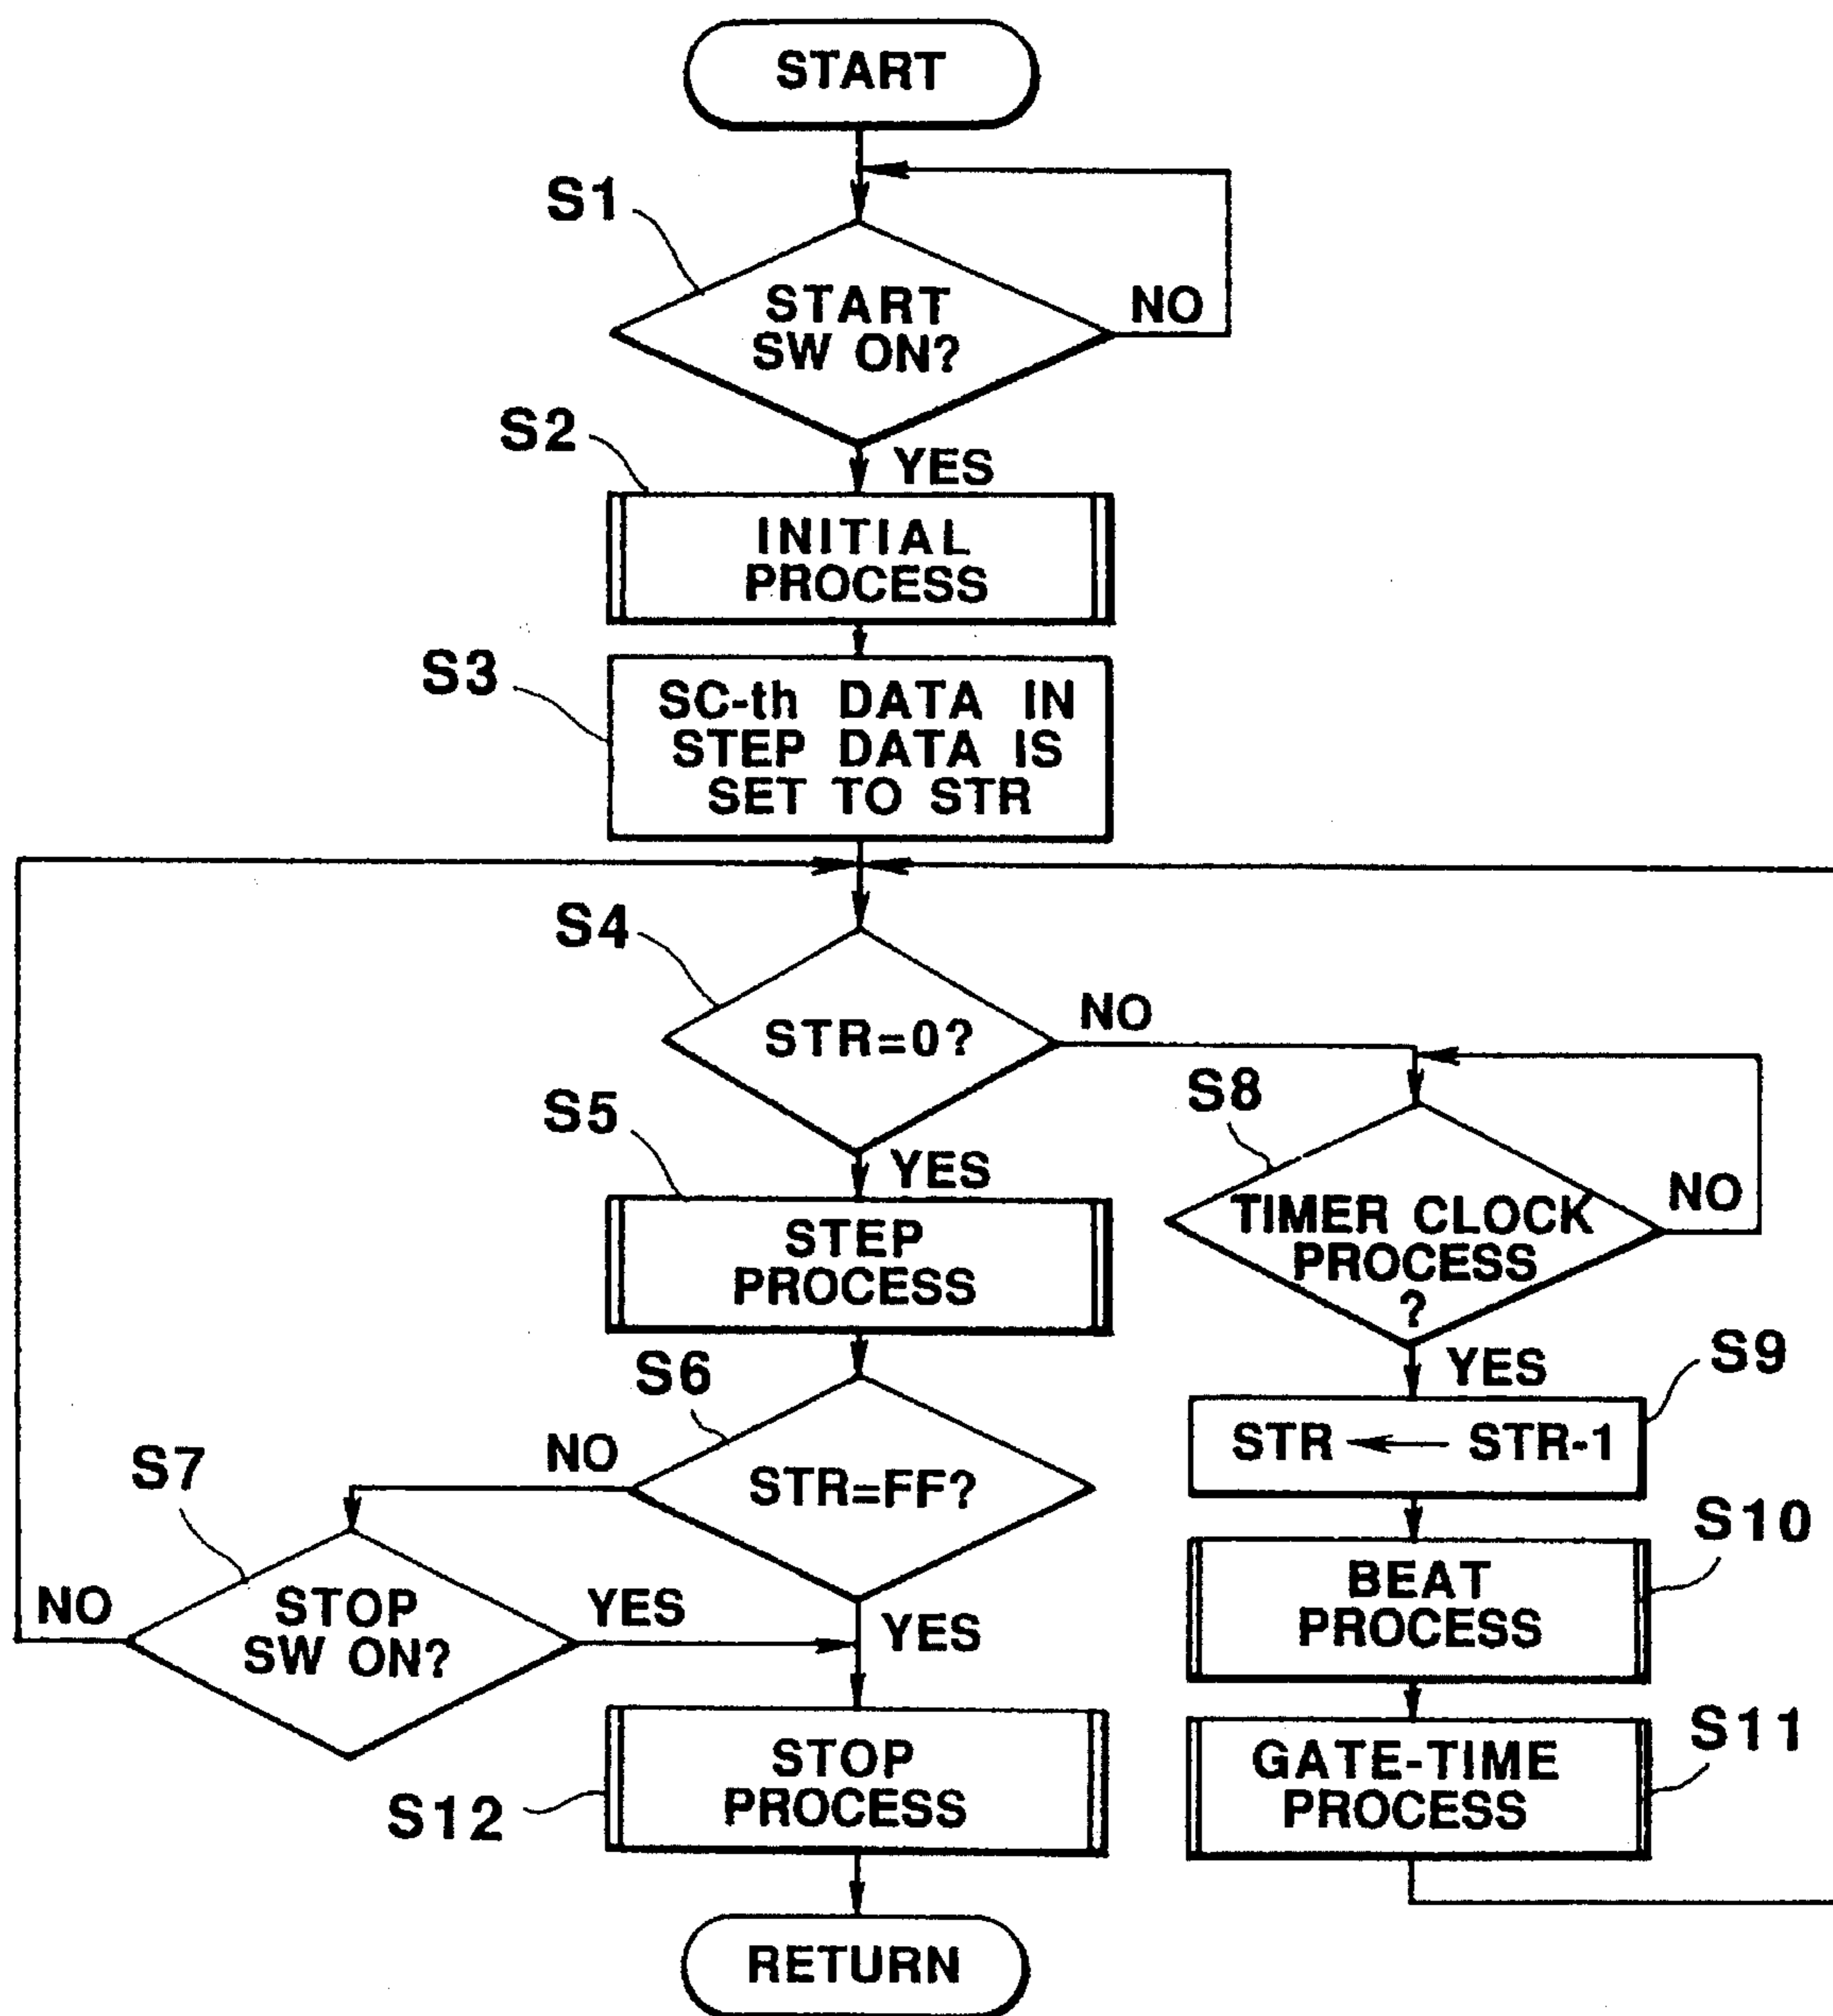 START
S1
START
SW ON?
NO
YES
S2
INITIAL
PROCESS
S3
SC-th DATA IN
STEP DATA IS
SET TO STR
S4
STR=0?
NO
YES
S5
STEP
PROCESS
S6
STR=FF?
NO
YES
S7
STOP
SW ON?
NO
YES
S8
TIMER CLOCK
PROCESS
?
NO
YES
S9
STR ← STR-1
S10
BEAT
PROCESS
S11
GATE-TIME
PROCESS
S12
STOP
PROCESS
RETURN